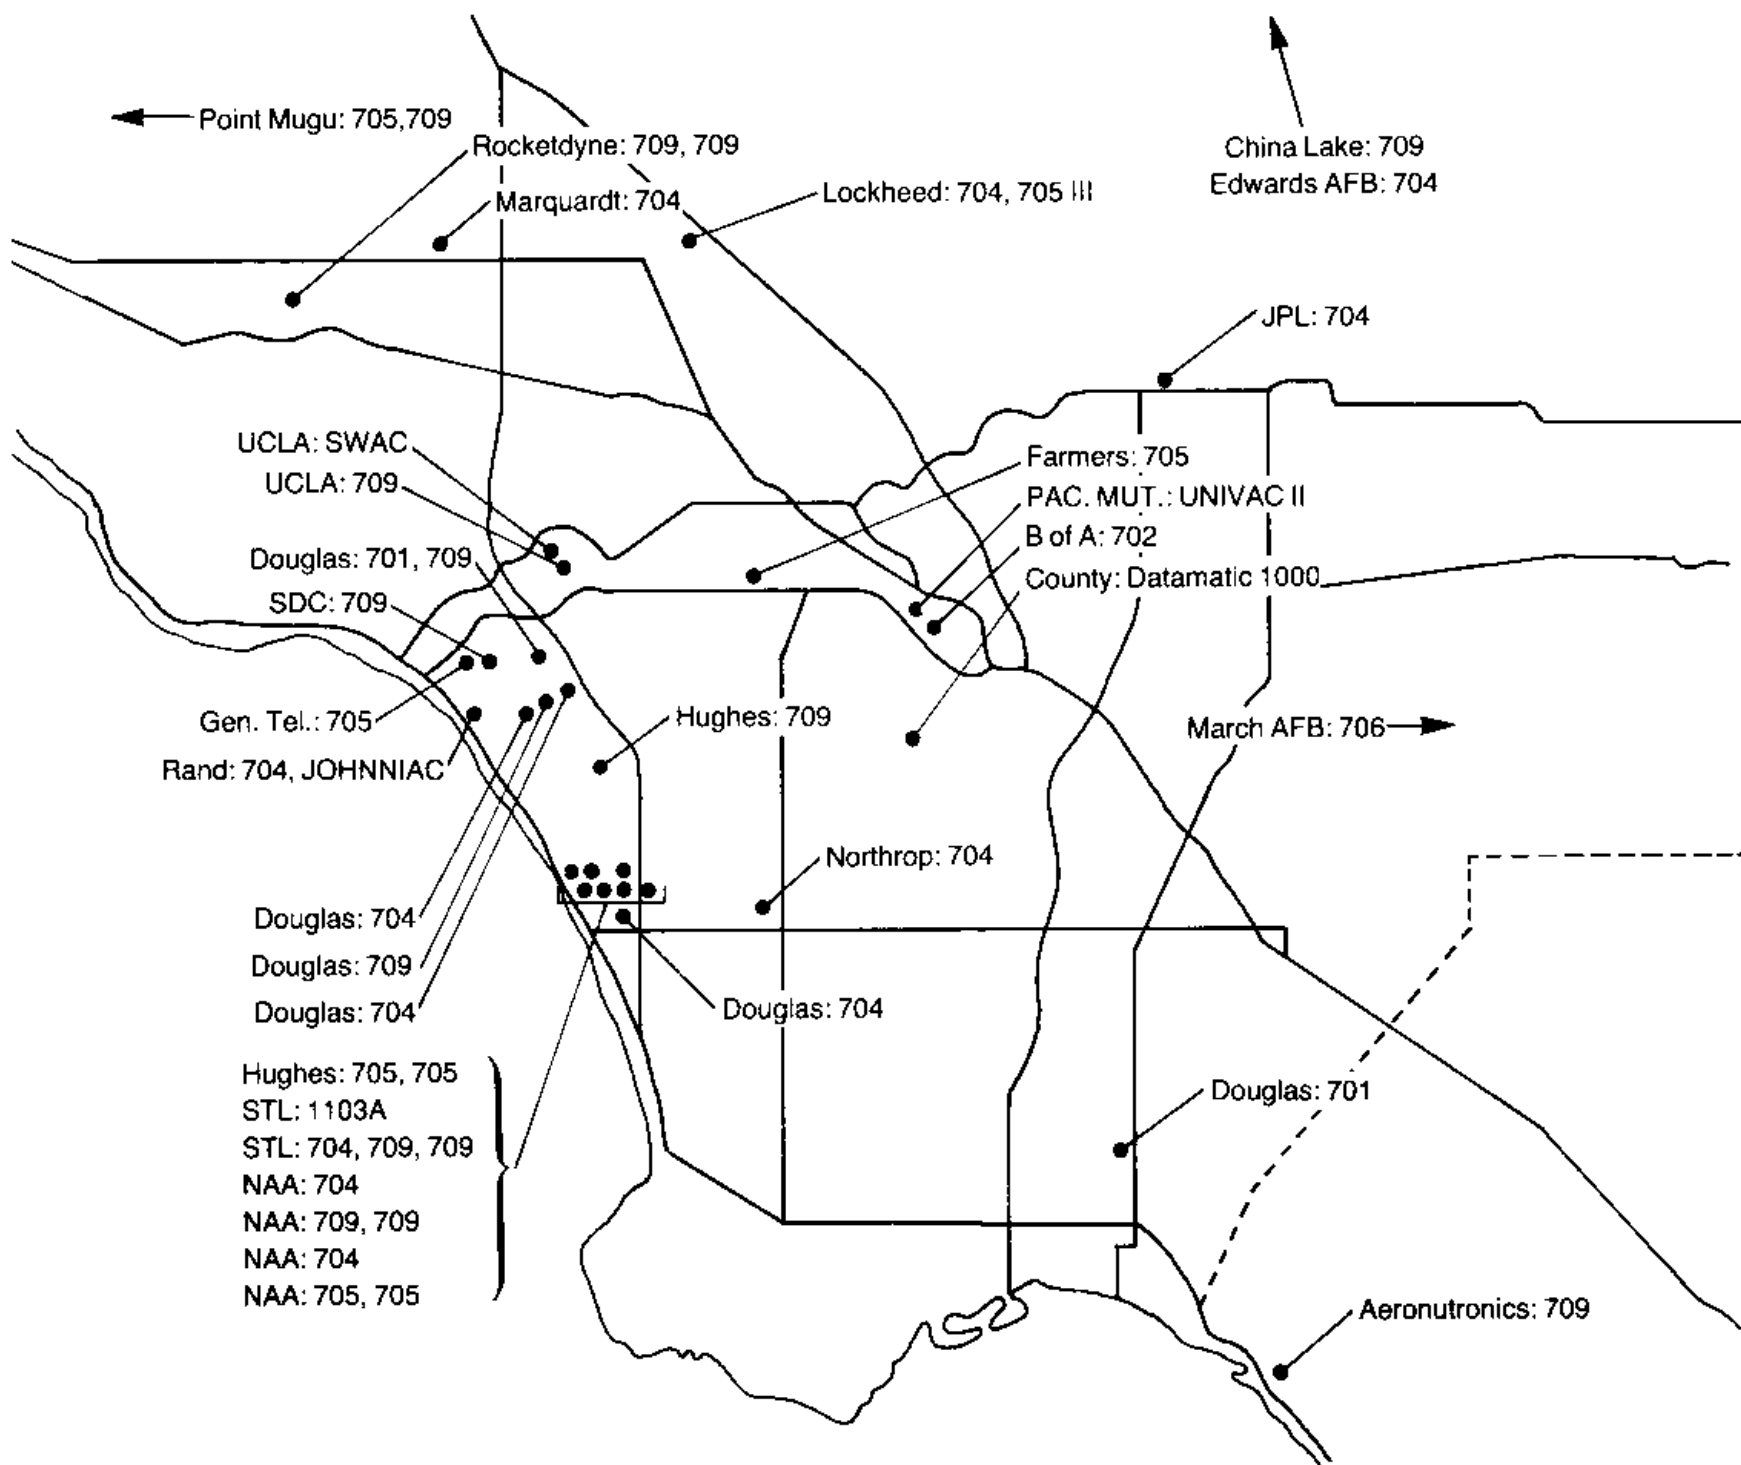 Point Mugu: 705,709
Rocketdyne: 709, 709
China Lake: 709
Edwards AFB: 704
Marquardt: 704
Lockheed: 704, 705 III
JPL: 704
UCLA: SWAC
UCLA: 709
Farmers: 705
PAC. MUT.: UNIVAC II
B of A: 702
County: Datamatic 1000
Douglas: 701, 709
SDC: 709
Gen. Tel.: 705
Rand: 704, JOHNNIAC
Hughes: 709
March AFB: 706
Northrop: 704
Douglas: 704
Douglas: 709
Douglas: 704
Douglas: 704
Hughes: 705, 705
STL: 1103A
STL: 704, 709, 709
NAA: 704
NAA: 709, 709
NAA: 704
NAA: 705, 705
Douglas: 701
Aeronutronics: 709